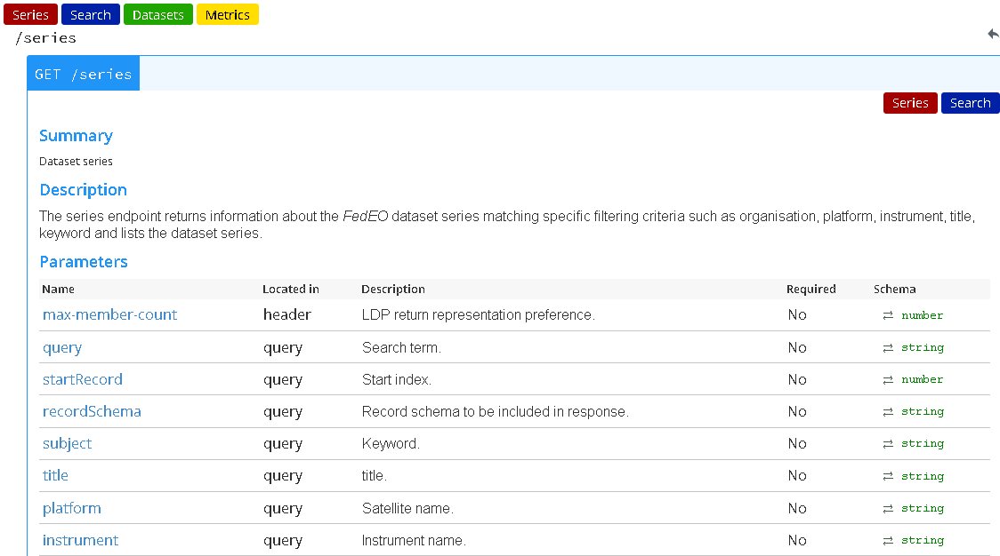 Series Search Datasets Metrics
/series
GET /series
Series Search
Summary
Dataset series
Description
The series endpoint returns information about the FedEO dataset series matching specific filtering criteria such as organisation, platform, instrument, title,
keyword and lists the dataset series.
Parameters
Name Located in Description Required Schema
max-member-count header LDP return representation preference. No ⇄ number
query query Search term. No ⇄ string
startRecord query Start index. No ⇄ number
recordSchema query Record schema to be included in response. No ⇄ string
subject query Keyword. No ⇄ string
title query title. No ⇄ string
platform query Satellite name. No ⇄ string
instrument query Instrument name. No ⇄ string